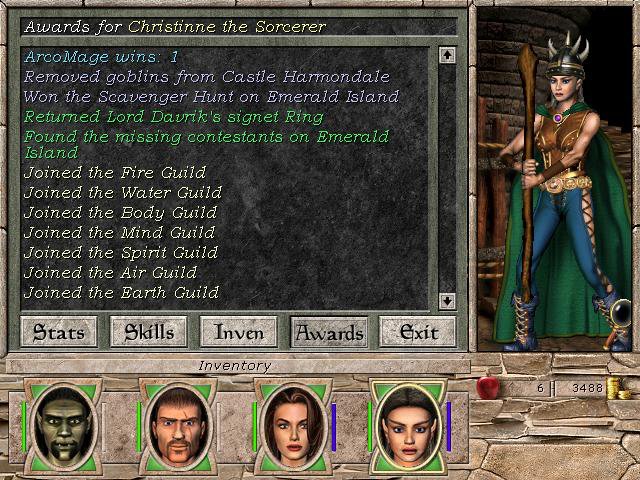 Awards for Christinne the Sorcerer
ArcoMage wins: 1
Removed goblins from Castle Harmondale
Won the Scavenger Hunt on Emerald Island
Returned Lord Davrik's signet Ring
Found the missing contestants on Emerald
Island
Joined the Fire Guild
Joined the Water Guild
Joined the Body Guild
Joined the Mind Guild
Joined the Spirit Guild
Joined the Air Guild
Joined the Earth Guild
Stats Skills Inven Awards Exit
Inventory
6 3488